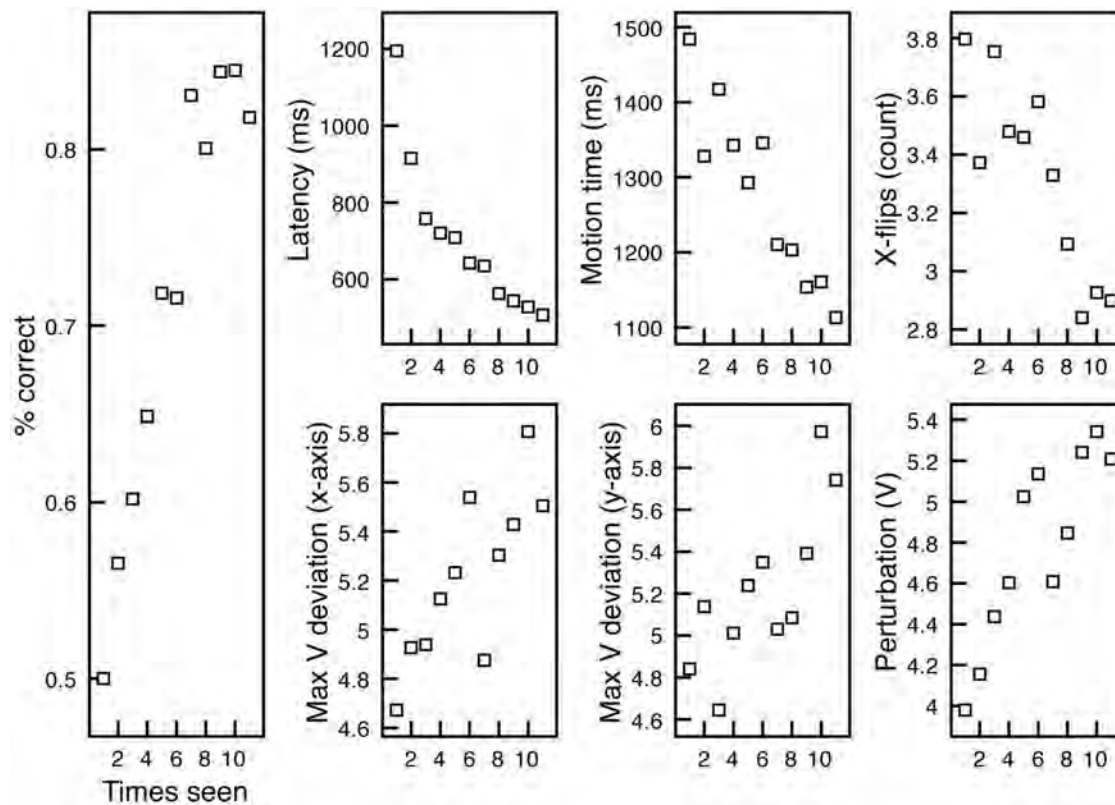 % correct
0.8
0.7
0.6
0.5
2 4 6 8 10
Times seen
Latency (ms)
1200
1000
800
600
2 4 6 8 10
Motion time (ms)
1500
1400
1300
1200
1100
2 4 6 8 10
X-flips (count)
3.8
3.6
3.4
3.2
3
2.8
2 4 6 8 10
Max V deviation (x-axis)
5.8
5.6
5.4
5.2
5
4.8
4.6
2 4 6 8 10
Max V deviation (y-axis)
6
5.8
5.6
5.4
5.2
5
4.8
4.6
2 4 6 8 10
Perturbation (V)
5.4
5.2
5
4.8
4.6
4.4
4.2
4
2 4 6 8 10